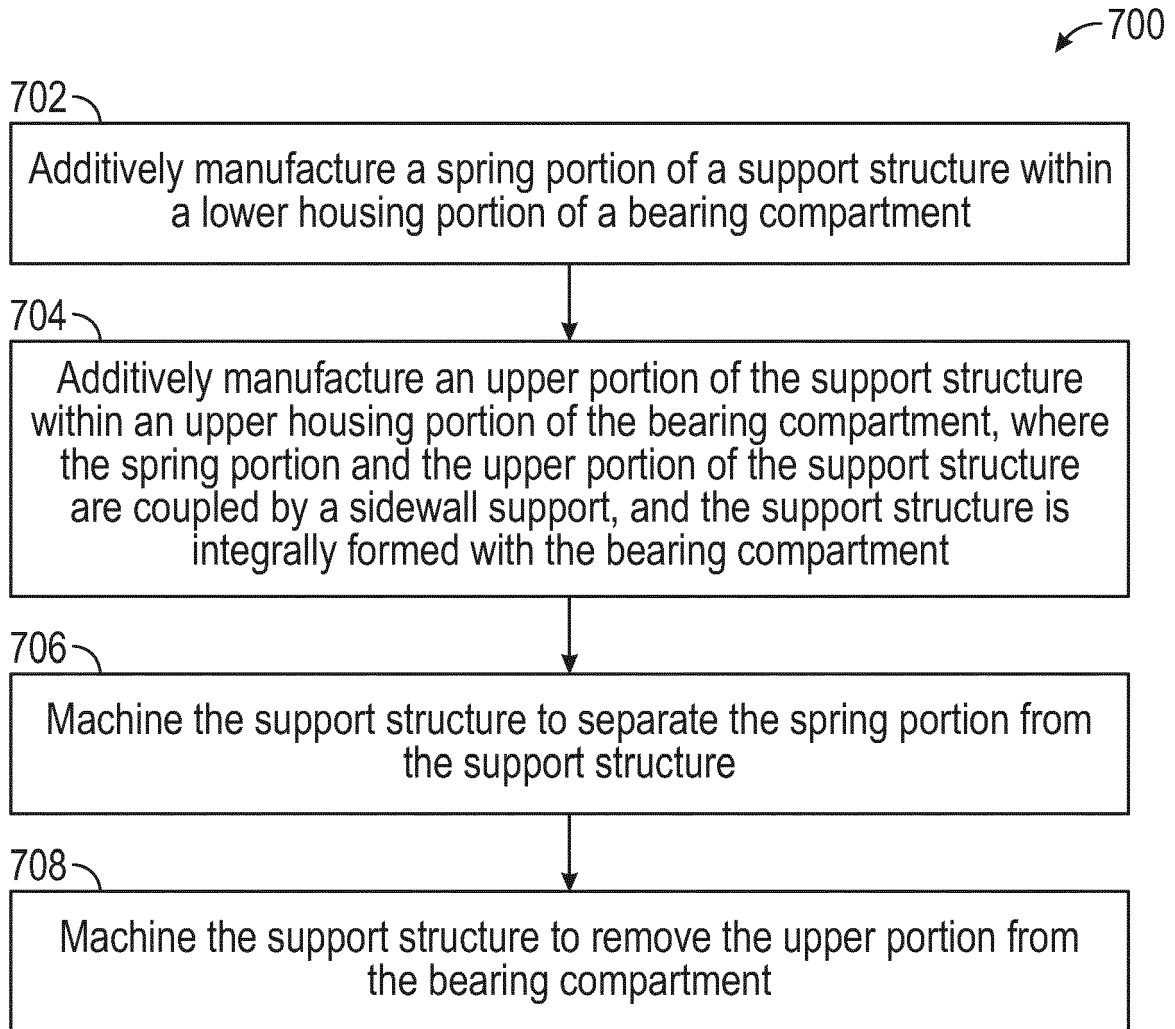 700
702
Additively manufacture a spring portion of a support structure within
a lower housing portion of a bearing compartment
704
Additively manufacture an upper portion of the support structure
within an upper housing portion of the bearing compartment, where
the spring portion and the upper portion of the support structure
are coupled by a sidewall support, and the support structure is
integrally formed with the bearing compartment
706
Machine the support structure to separate the spring portion from
the support structure
708
Machine the support structure to remove the upper portion from
the bearing compartment